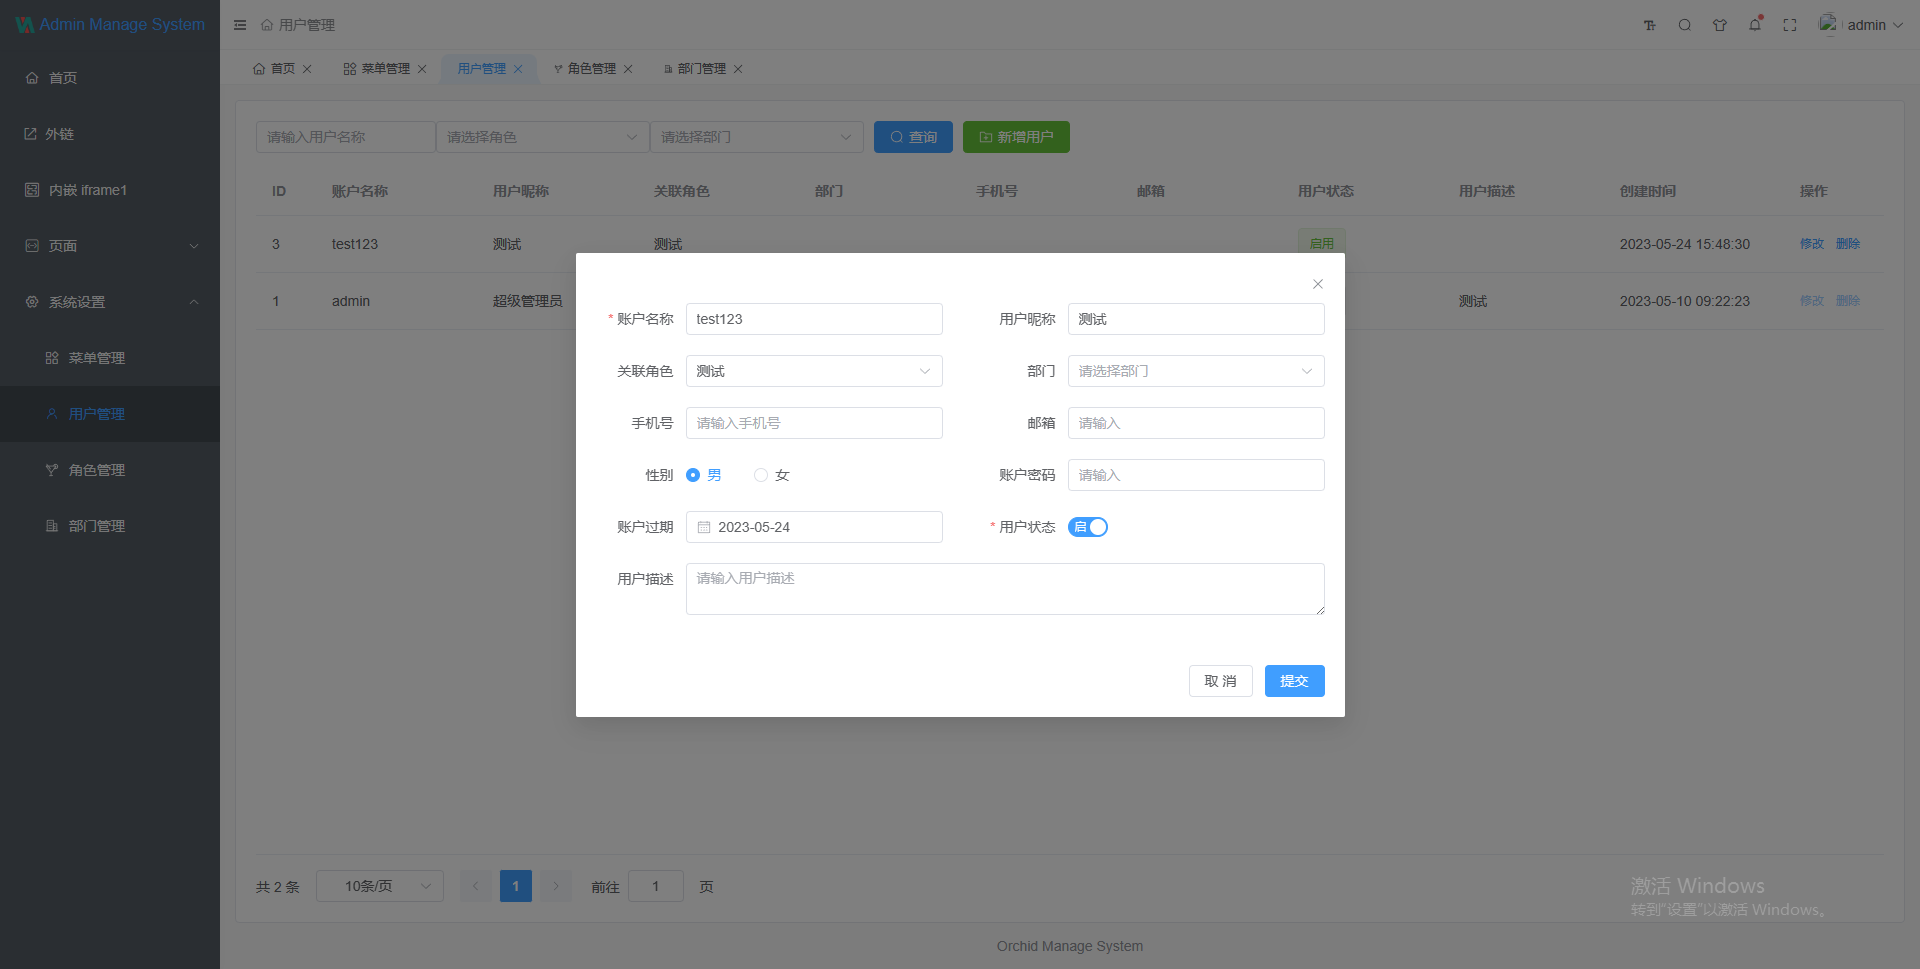 Admin Manage System
首页
外链
内嵌 iframe1
页面
系统设置
菜单管理
用户管理
角色管理
部门管理
用户管理
admin
首页 菜单管理 用户管理 角色管理 部门管理
请输入用户名称 请选择角色 请选择部门 查询 新增用户
ID 账户名称 用户昵称 关联角色 部门 手机号 邮箱 用户状态 用户描述 创建时间 操作
3 test123 测试 测试 启用 2023-05-24 15:48:30 修改 删除
1 admin 超级管理员 测试 2023-05-10 09:22:23 修改 删除
* 账户名称 test123 用户昵称 测试
关联角色 测试 部门 请选择部门
手机号 请输入手机号 邮箱 请输入
性别 男 女 账户密码 请输入
账户过期 2023-05-24 * 用户状态 启
用户描述 请输入用户描述
取 消 提交
共 2 条 10条/页 1 前往 1 页
激活 Windows
转到"设置"以激活 Windows。
Orchid Manage System